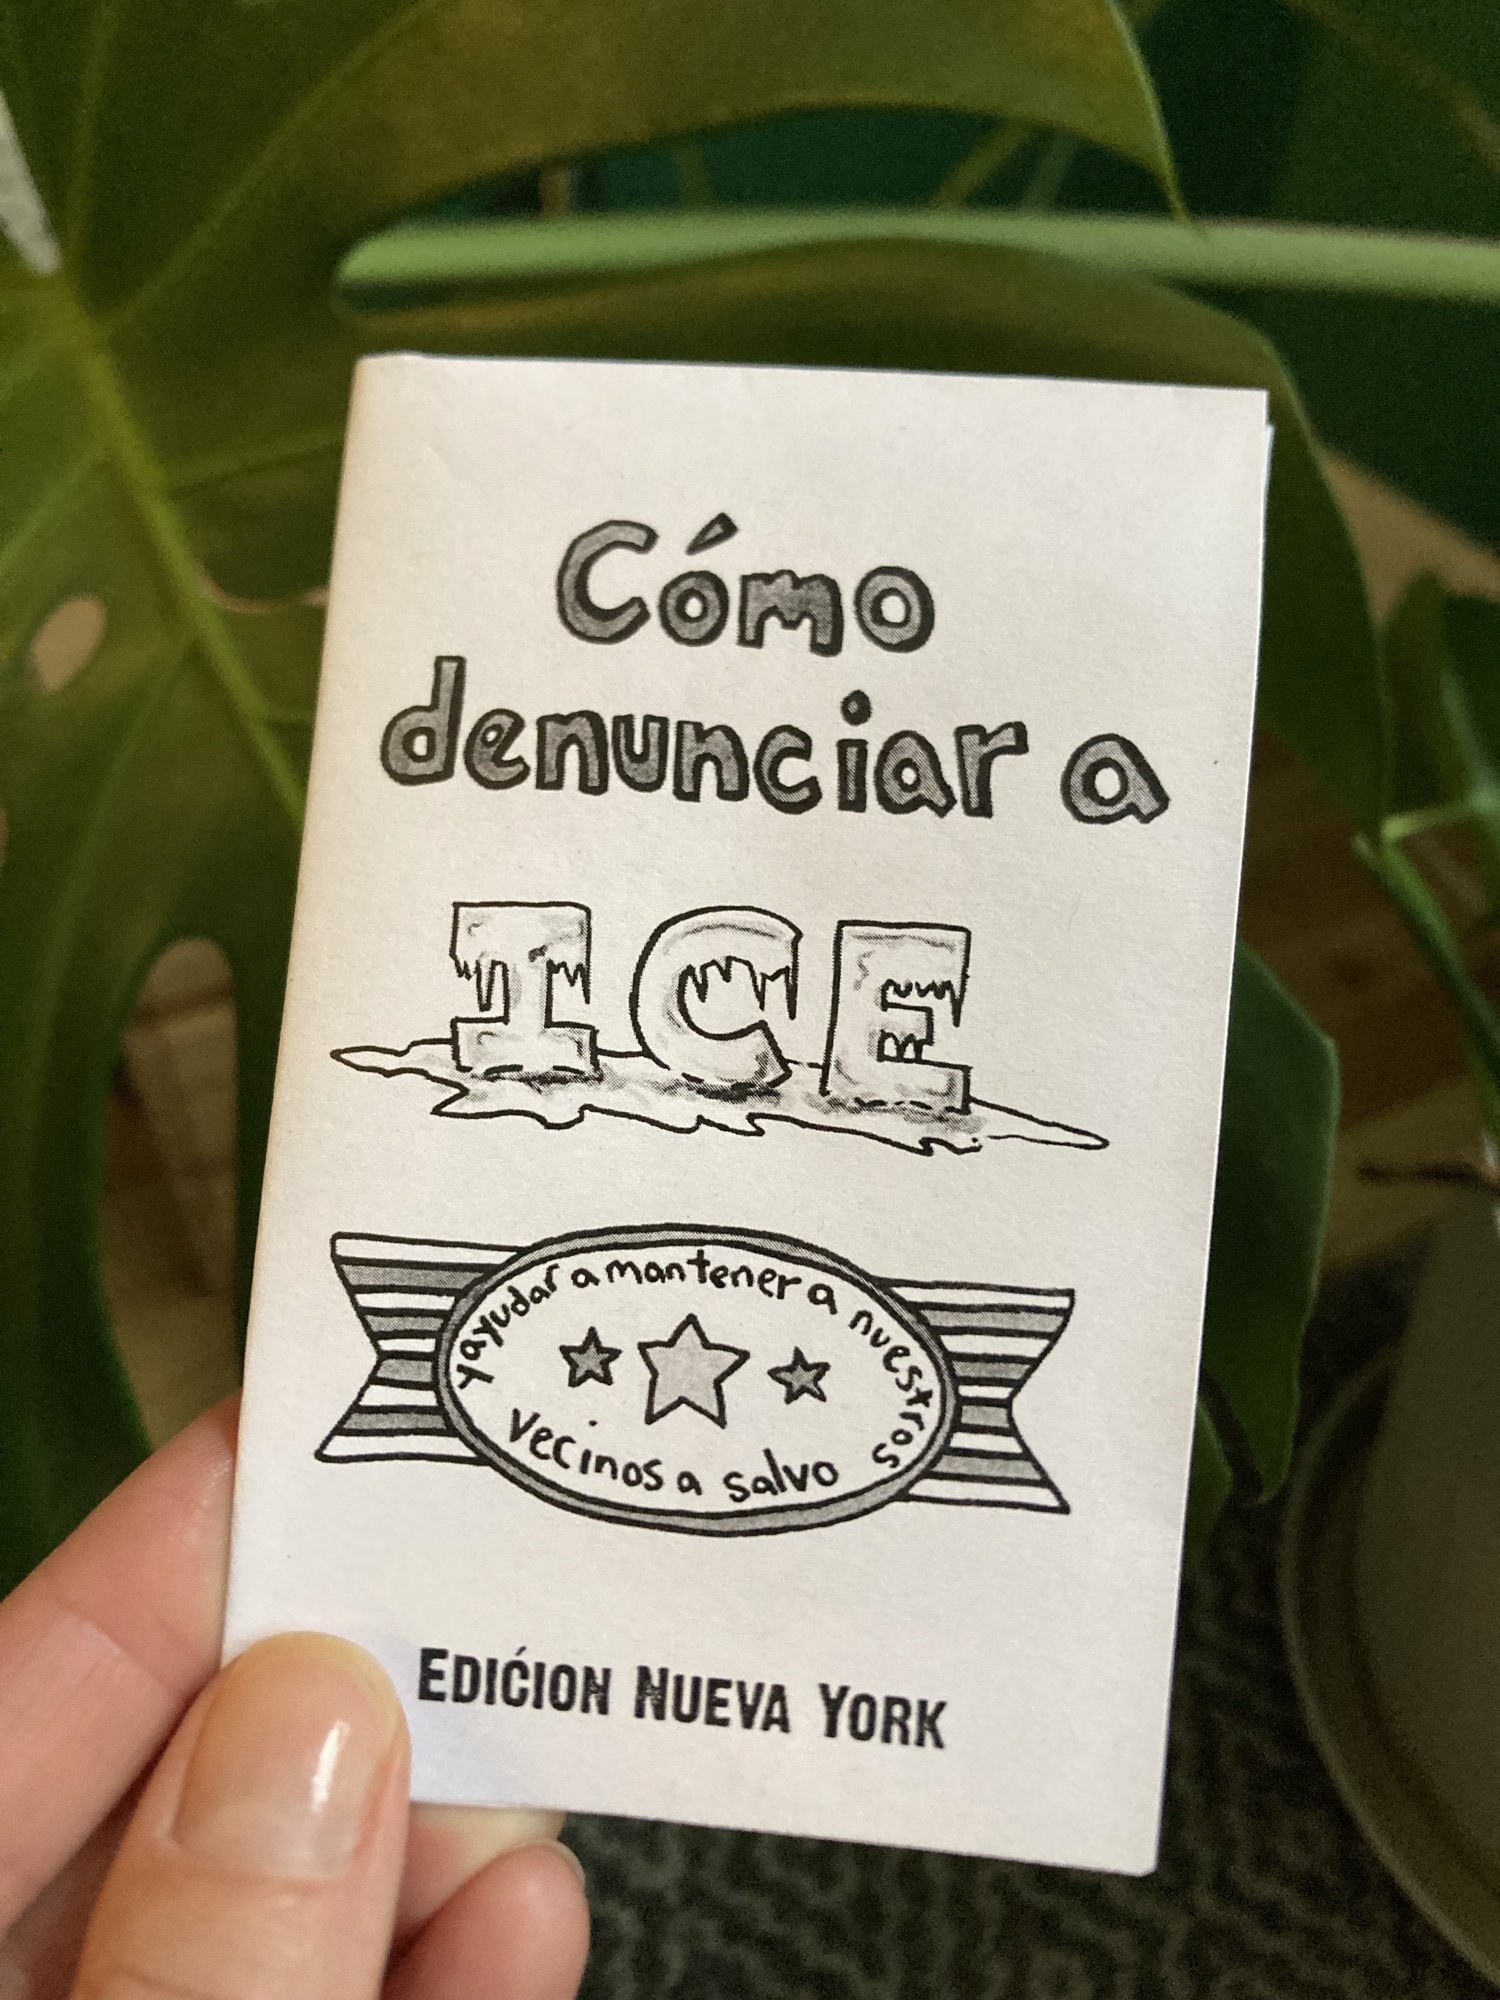 Cómo
denunciar a
ICE
y ayudar a mantener a nuestros
vecinos a salvo
EDIĆION NUEVA YORK